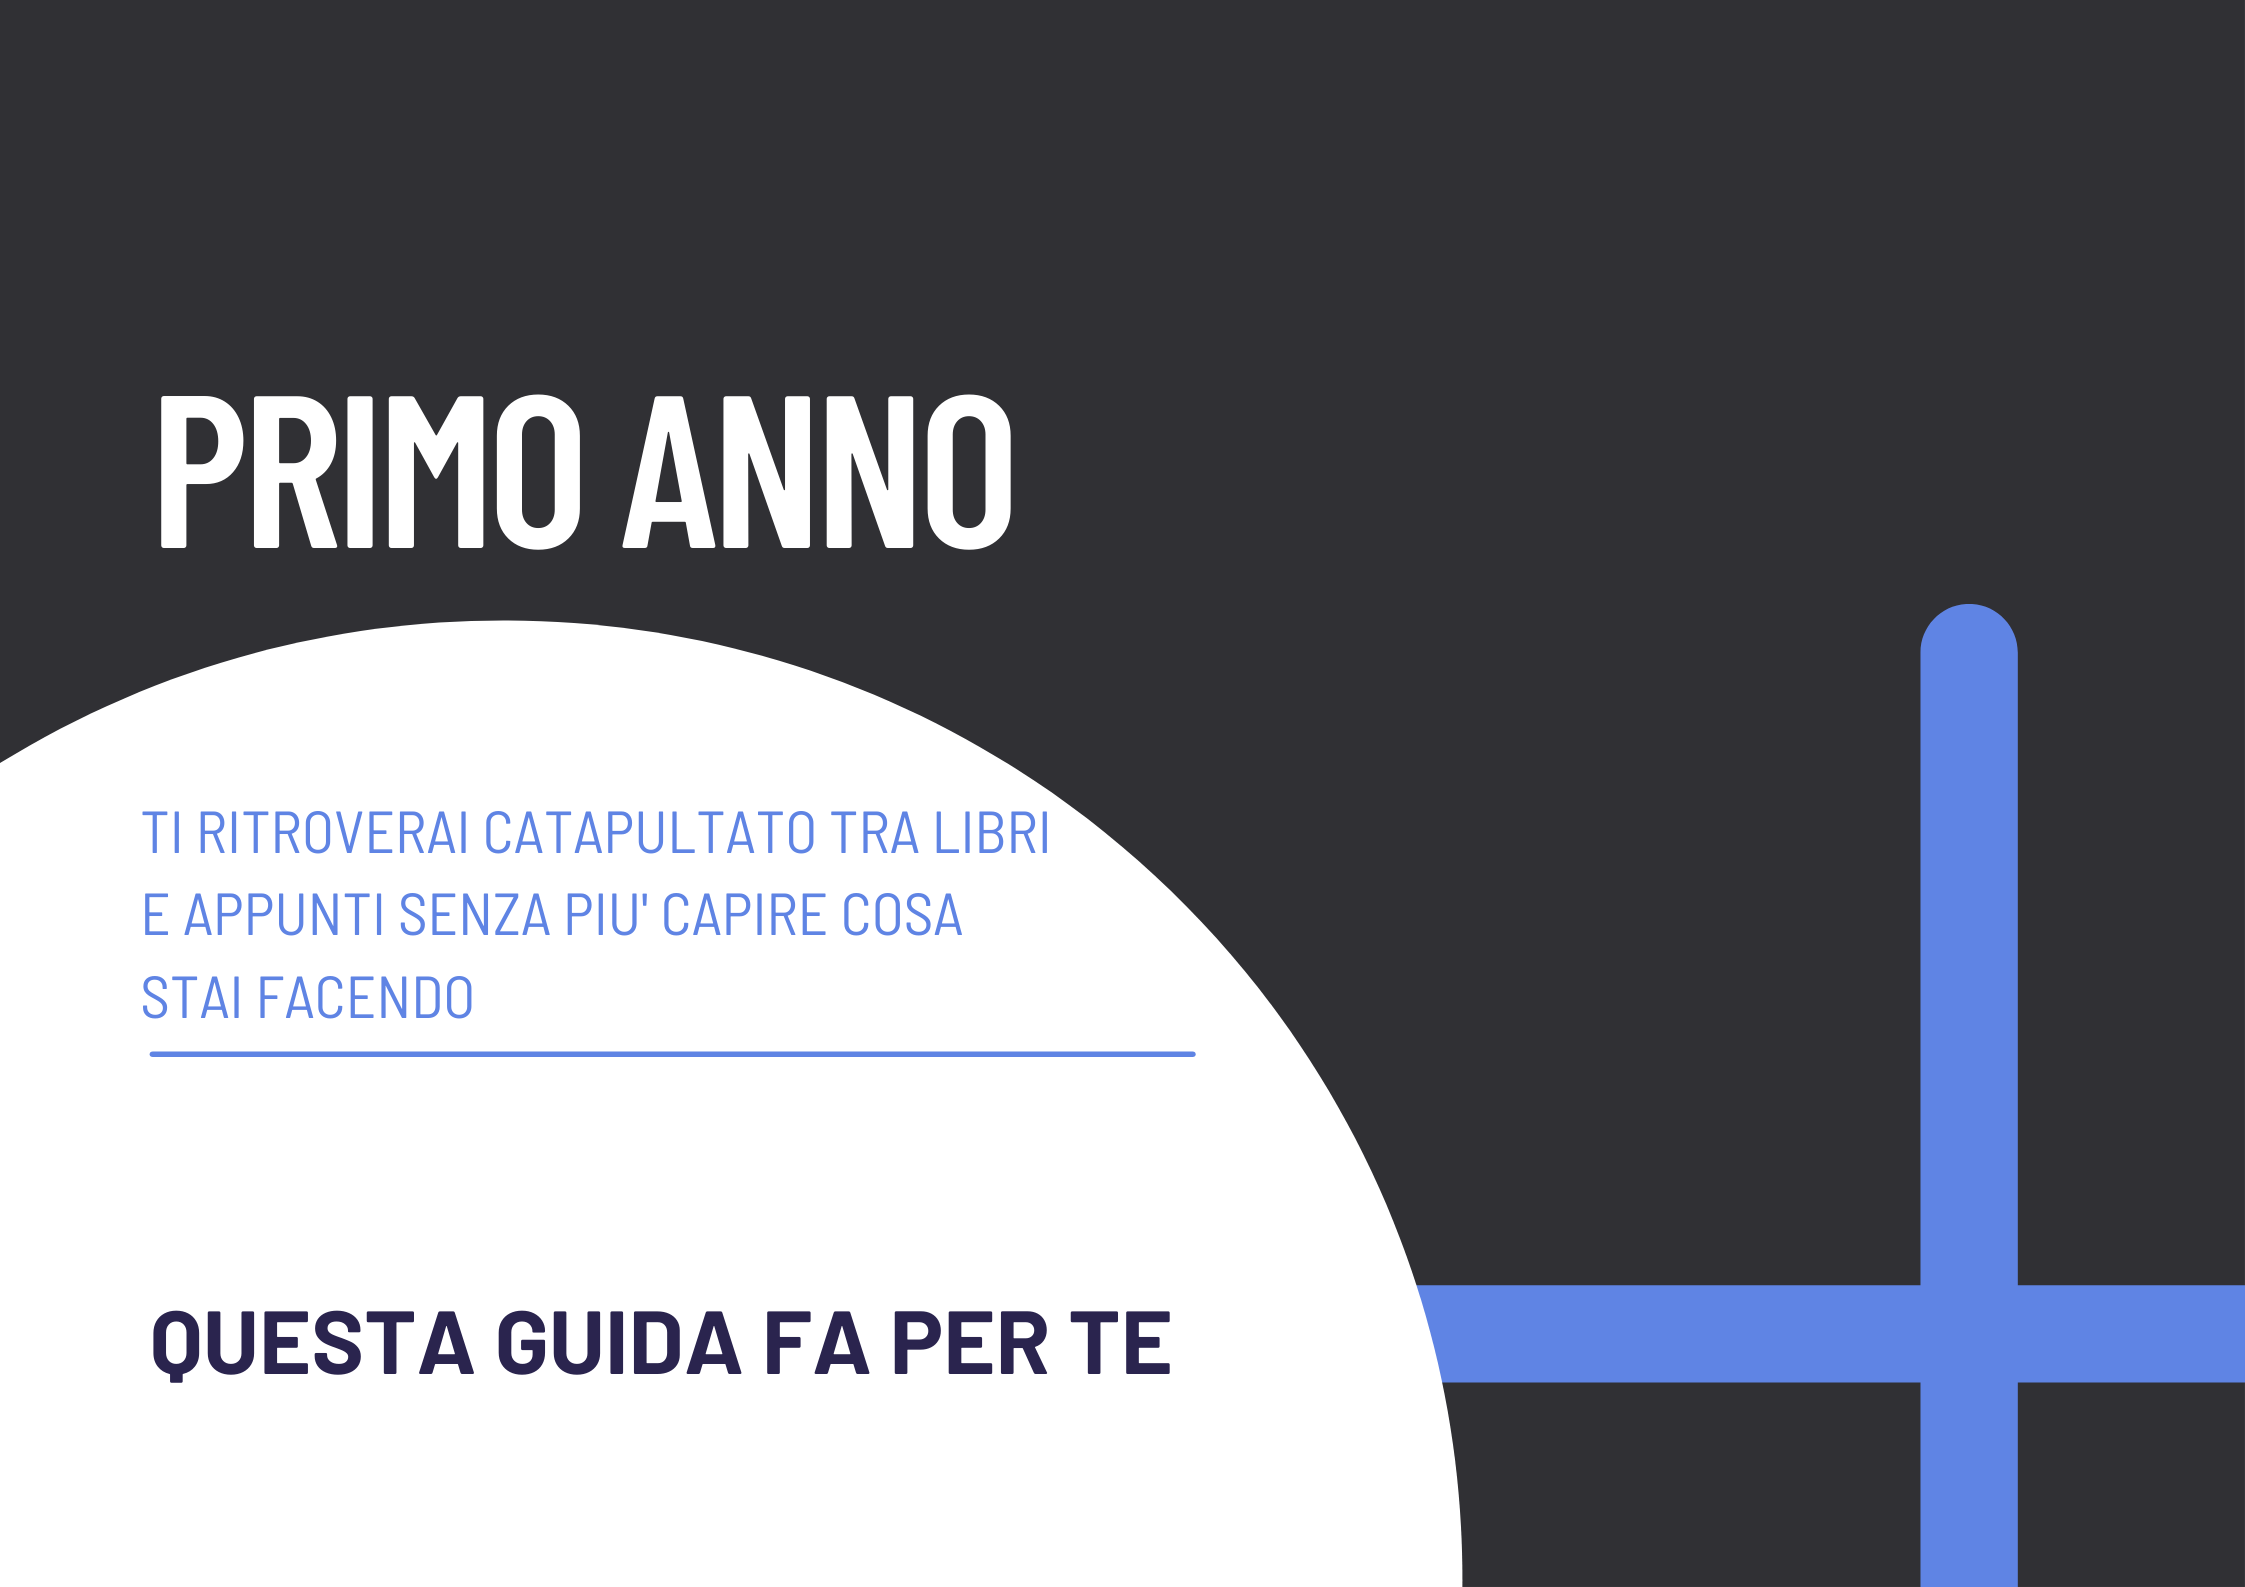 PRIMO ANNO
TI RITROVERAI CATAPULTATO TRA LIBRI
E APPUNTI SENZA PIU' CAPIRE COSA
STAI FACENDO
QUESTA GUIDA FA PER TE